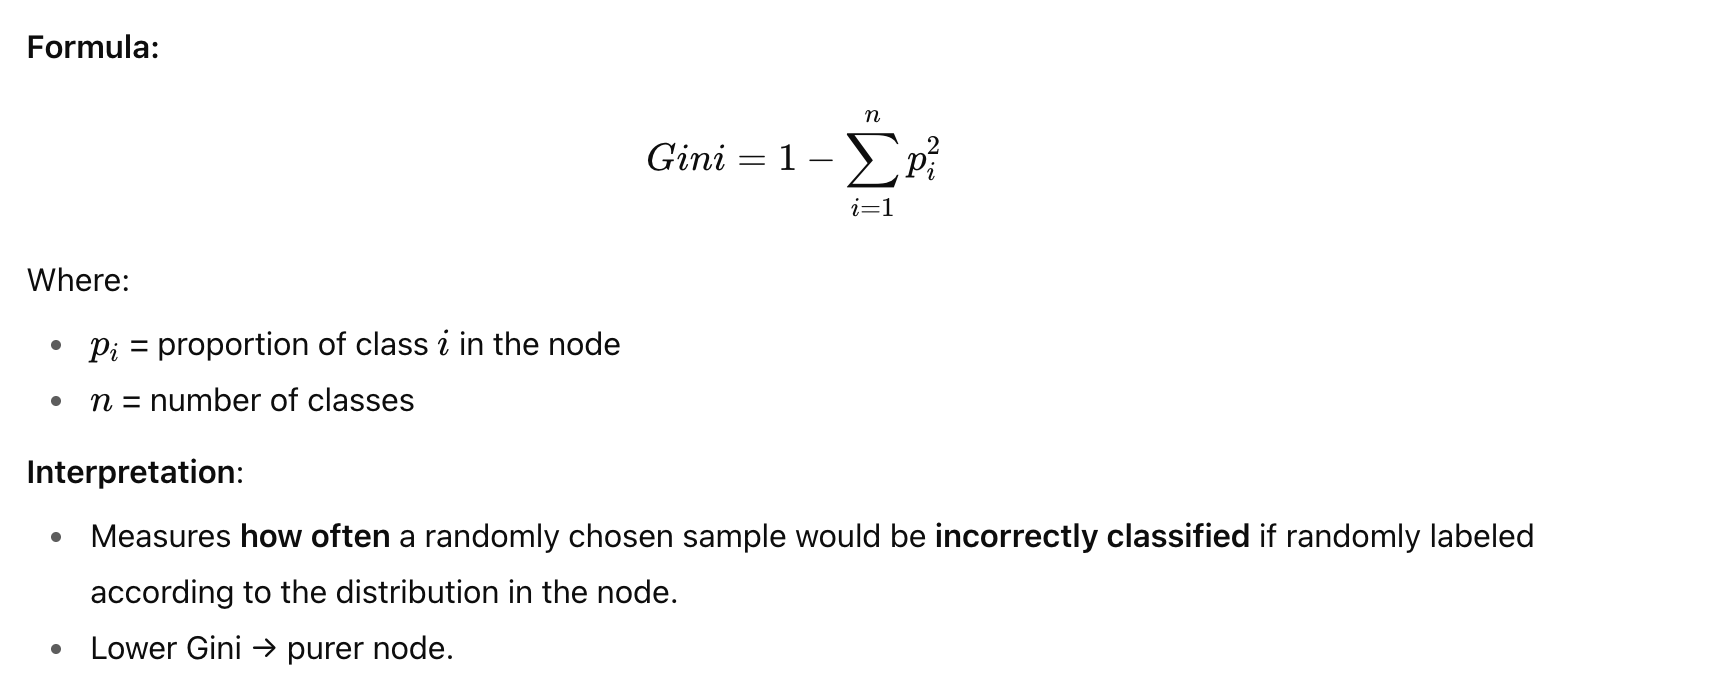 Formula:
Gini = 1 − \sum_{i=1}^{n} p_i^2
Where:
• p_i = proportion of class i in the node
• n = number of classes
Interpretation:
• Measures how often a randomly chosen sample would be incorrectly classified if randomly labeled
according to the distribution in the node.
• Lower Gini → purer node.